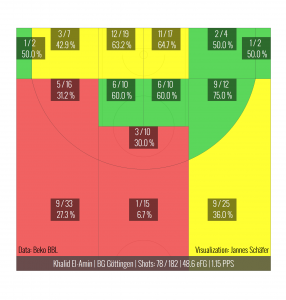 3 / 7
42.9 %
12 / 19
63.2 %
11 / 17
64.7 %
2 / 4
50.0 %
1 / 2
50.0 %
1 / 2
50.0 %
5 / 16
31.2 %
6 / 10
60.0 %
6 / 10
60.0 %
9 / 12
75.0 %
3 / 10
30.0 %
9 / 33
27.3 %
1 / 15
6.7 %
9 / 25
36.0 %
Data: Beko BBL
Visualization: Jannes Schäfer
Khalid El-Amin | BG Göttingen | Shots: 78 / 182 | 48.6 eFG | 1.15 PPS